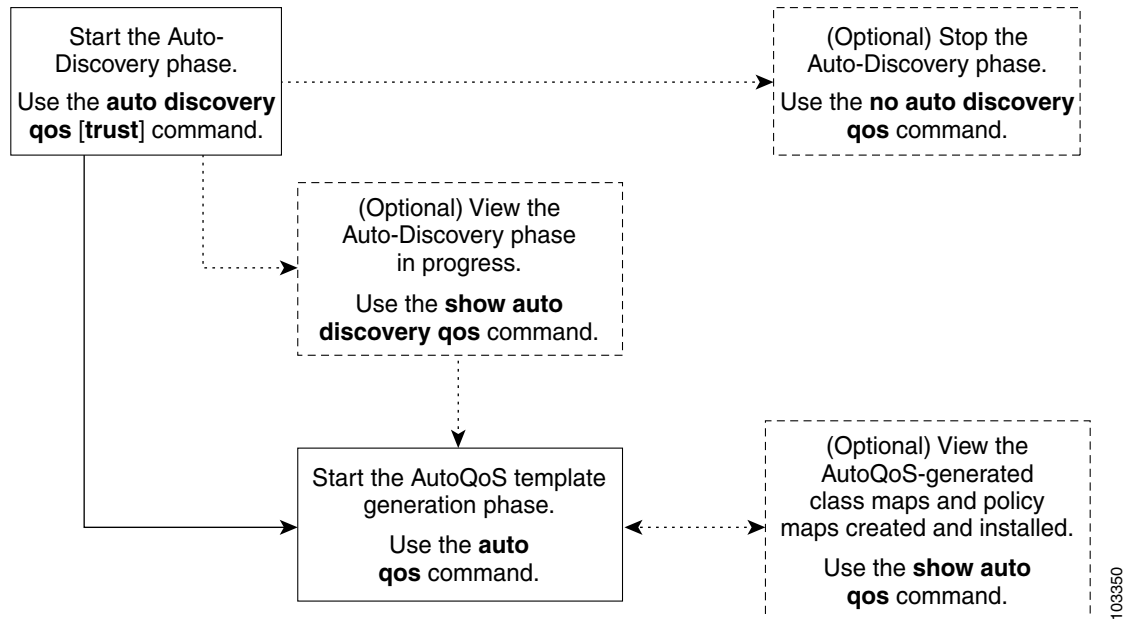 Start the Auto-
Discovery phase.
Use the auto discovery
qos [trust] command.
(Optional) Stop the
Auto-Discovery phase.
Use the no auto discovery
qos command.
(Optional) View the
Auto-Discovery phase
in progress.
Use the show auto
discovery qos command.
Start the AutoQoS template
generation phase.
Use the auto
qos command.
(Optional) View the
AutoQoS-generated
class maps and policy
maps created and installed.
Use the show auto
qos command.
103350